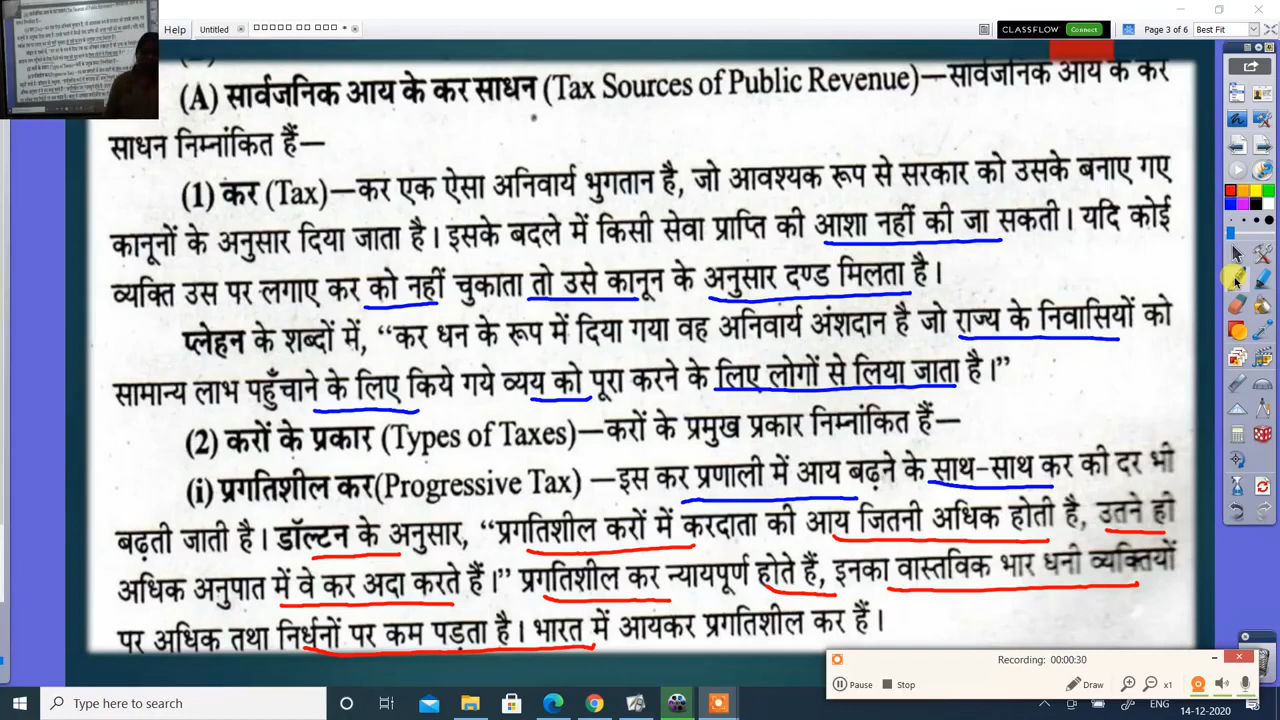 Help Untitled CLASSFLOW Connect Page 3 of 6 Best Fit
(A) सार्वजनिक आय के कर साधन (Tax Sources of Public Revenue)—सार्वजनिक आय के कर
साधन निम्नांकित हैं—
(1) कर (Tax)—कर एक ऐसा अनिवार्य भुगतान है, जो आवश्यक रूप से सरकार को उसके बनाए गए
कानूनों के अनुसार दिया जाता है। इसके बदले में किसी सेवा प्राप्ति की आशा नहीं की जा सकती। यदि कोई
व्यक्ति उस पर लगाए कर को नहीं चुकाता तो उसे कानून के अनुसार दण्ड मिलता है।
प्लेहन के शब्दों में, “कर धन के रूप में दिया गया वह अनिवार्य अंशदान है जो राज्य के निवासियों को
सामान्य लाभ पहुँचाने के लिए किये गये व्यय को पूरा करने के लिए लोगों से लिया जाता है।”
(2) करों के प्रकार (Types of Taxes)—करों के प्रमुख प्रकार निम्नांकित हैं—
(i) प्रगतिशील कर(Progressive Tax) —इस कर प्रणाली में आय बढ़ने के साथ-साथ कर की दर भी
बढ़ती जाती है। डॉल्टन के अनुसार, “प्रगतिशील करों में करदाता की आय जितनी अधिक होती है, उतने ही
अधिक अनुपात में वे कर अदा करते हैं।” प्रगतिशील कर न्यायपूर्ण होते हैं, इनका वास्तविक भार धनी व्यक्तियों
पर अधिक तथा निर्धनों पर कम पड़ता है। भारत में आयकर प्रगतिशील कर हैं।
Recording: 00:00:30
Pause Stop Draw x1
Type here to search
ENG
14-12-2020